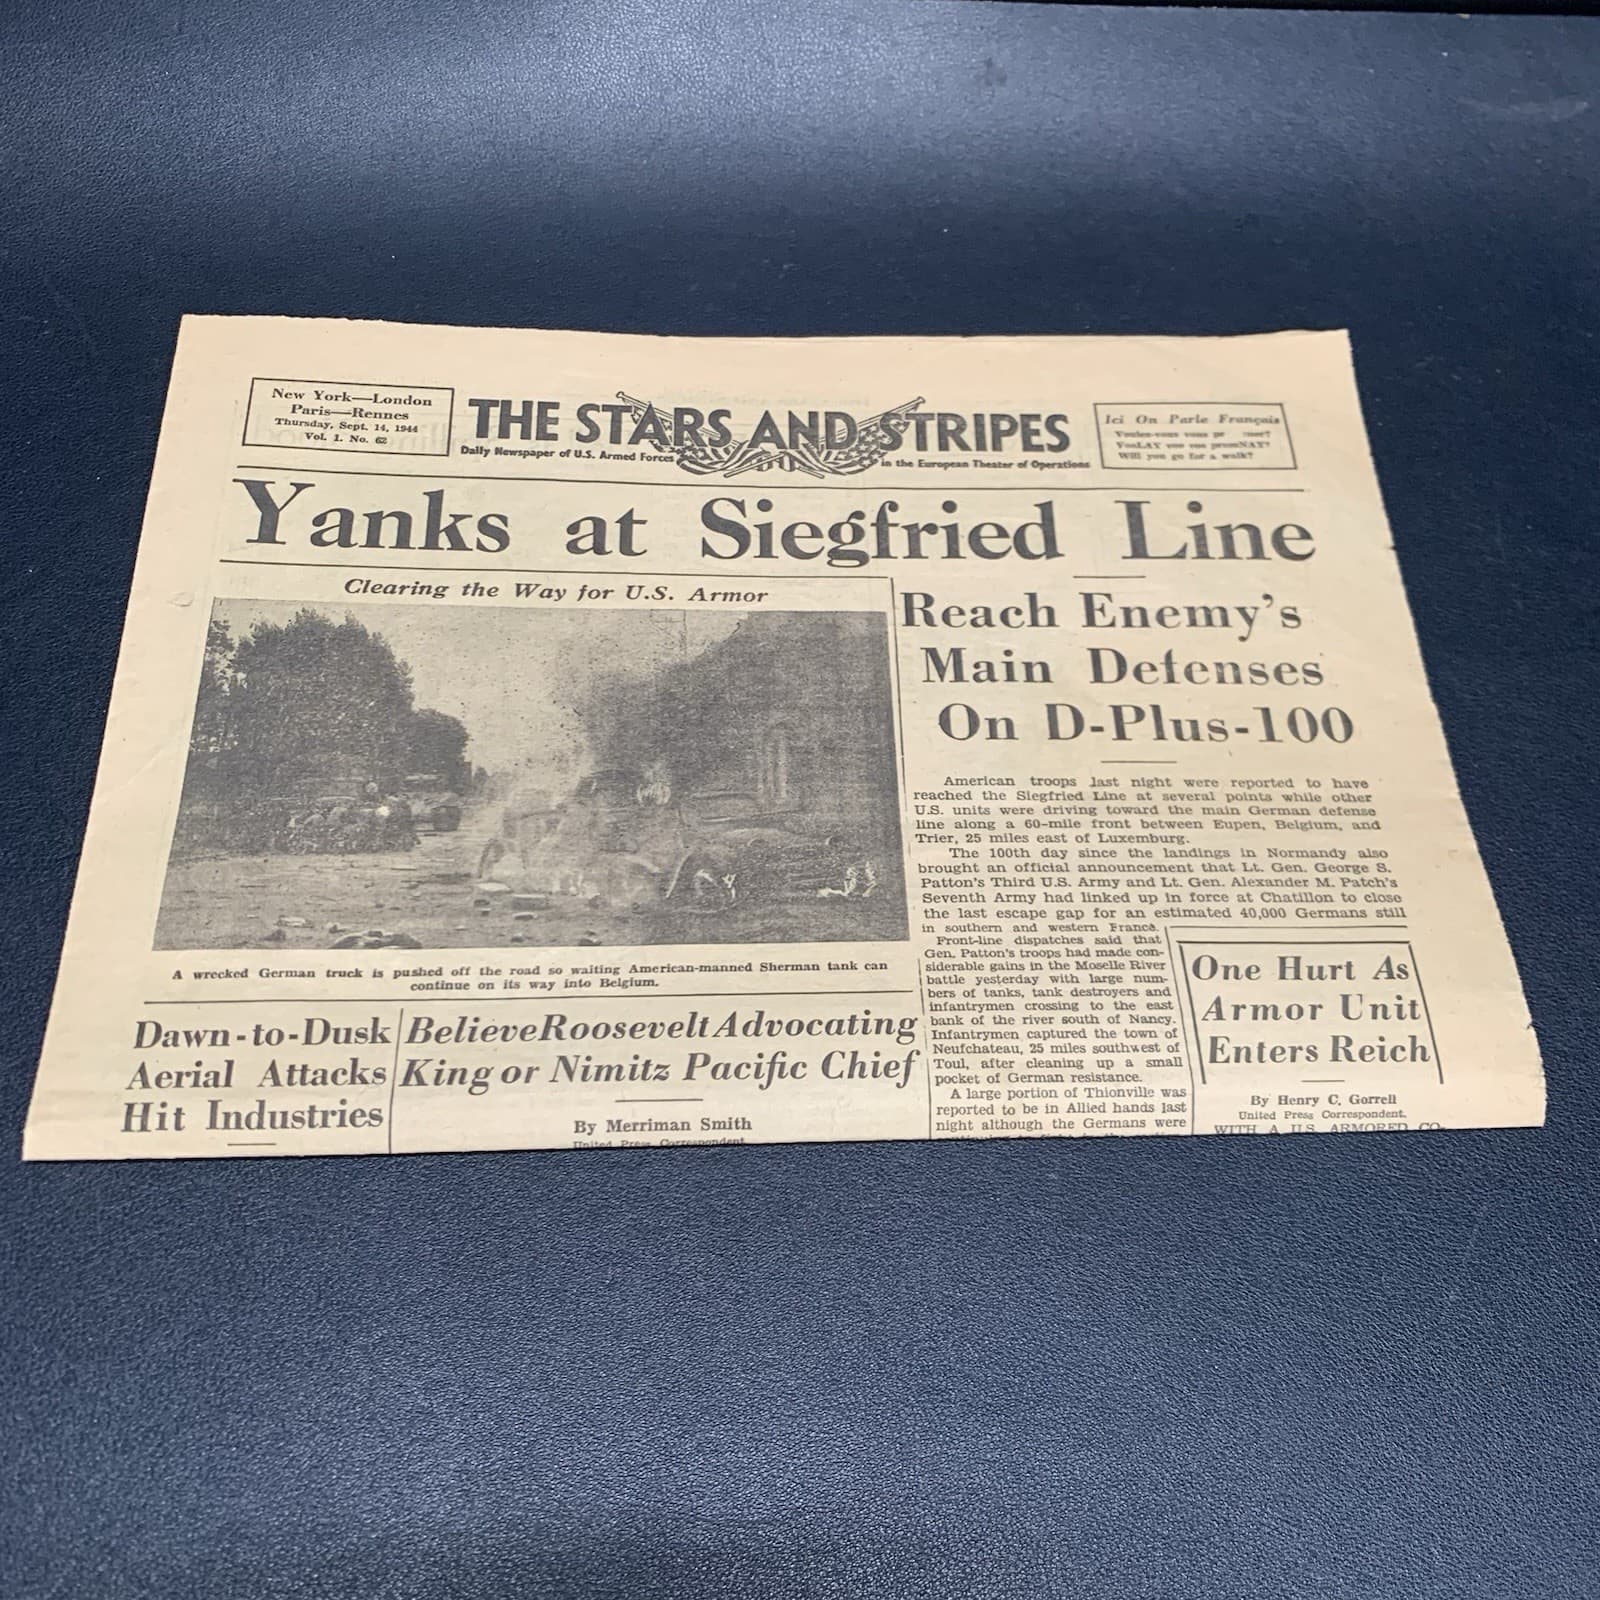 New York—London
Paris—Rennes
Thursday, Sept. 14, 1944
Vol. 1. No. 62
THE STARS AND STRIPES
Daily Newspaper of U.S. Armed Forces
in the European Theater of Operations
Ici On Parle Français
Voulez-vous vous
VooLAY voo voo promNAY?
Will you go for a walk?
Yanks at Siegfried Line
Clearing the Way for U.S. Armor
A wrecked German truck is pushed off the road so waiting American-manned Sherman tank can
continue on its way into Belgium.
Reach Enemy's
Main Defenses
On D-Plus-100
American troops last night were reported to have
reached the Siegfried Line at several points while other
U.S. units were driving toward the main German defense
line along a 60-mile front between Eupen, Belgium, and
Trier, 25 miles east of Luxemburg.
The 100th day since the landings in Normandy also
brought an official announcement that Lt. Gen. George S.
Patton's Third U.S. Army and Lt. Gen. Alexander M. Patch's
Seventh Army had linked up in force at Chatillon to close
the last escape gap for an estimated 40,000 Germans still
in southern and western France.
Front-line dispatches said that
Gen. Patton's troops had made con-
siderable gains in the Moselle River
battle yesterday with large num-
bers of tanks, tank destroyers and
infantrymen crossing to the east
bank of the river south of Nancy.
Infantrymen captured the town of
Neufchateau, 25 miles southwest of
Toul, after cleaning up a small
pocket of German resistance.
A large portion of Thionville was
reported to be in Allied hands last
night although the Germans were
One Hurt As
Armor Unit
Enters Reich
By Henry C. Gorrell
United Press Correspondent.
WITH A U.S. ARMORED CO-
Dawn-to-Dusk
Aerial Attacks
Hit Industries
Believe Roosevelt Advocating
King or Nimitz Pacific Chief
By Merriman Smith
United Press Correspondent